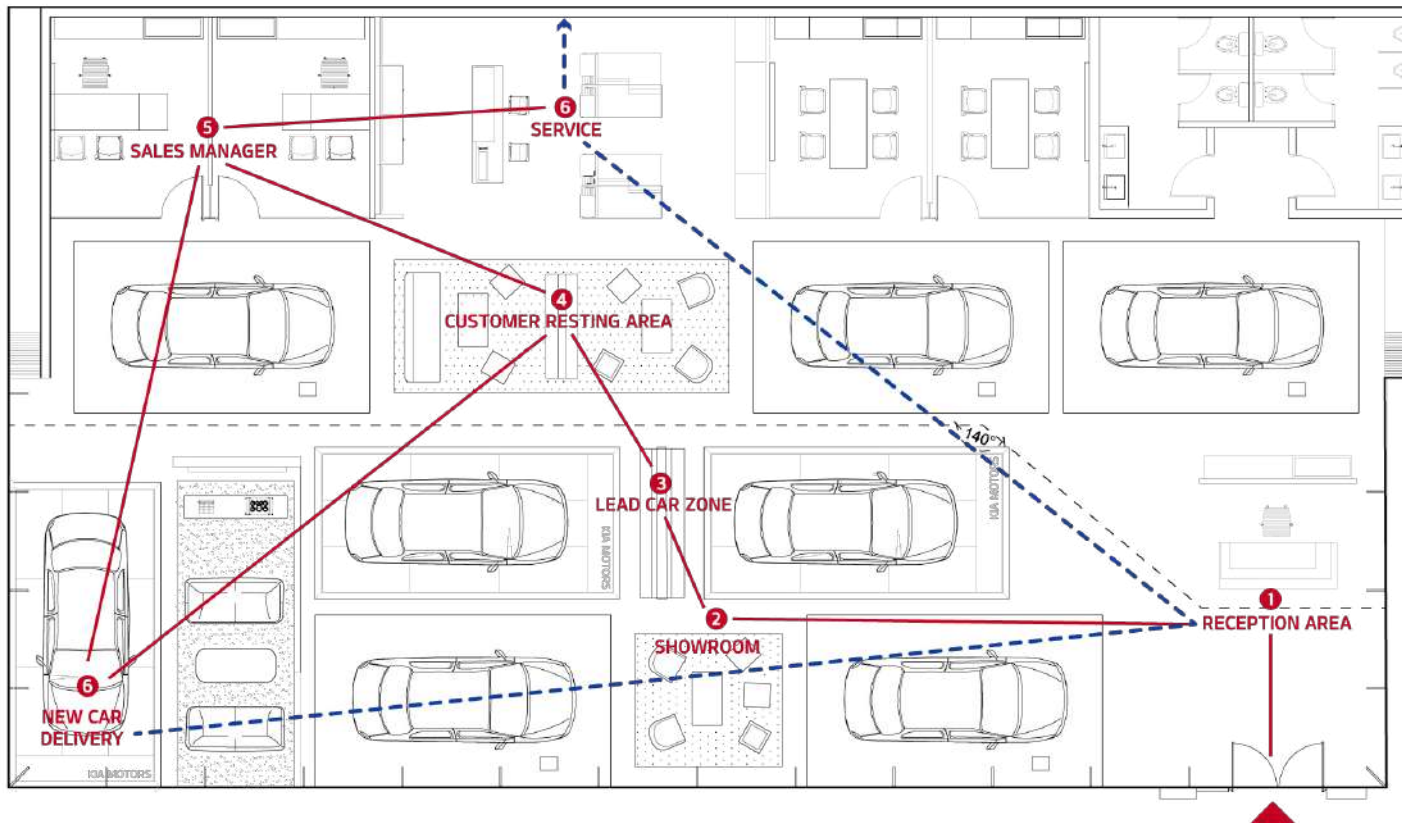 5
SALES MANAGER
6
SERVICE
4
CUSTOMER RESTING AREA
140°
KIA MOTORS
3
LEAD CAR ZONE
KIA MOTORS
1
RECEPTION AREA
2
SHOWROOM
6
NEW CAR
DELIVERY
KIA MOTORS